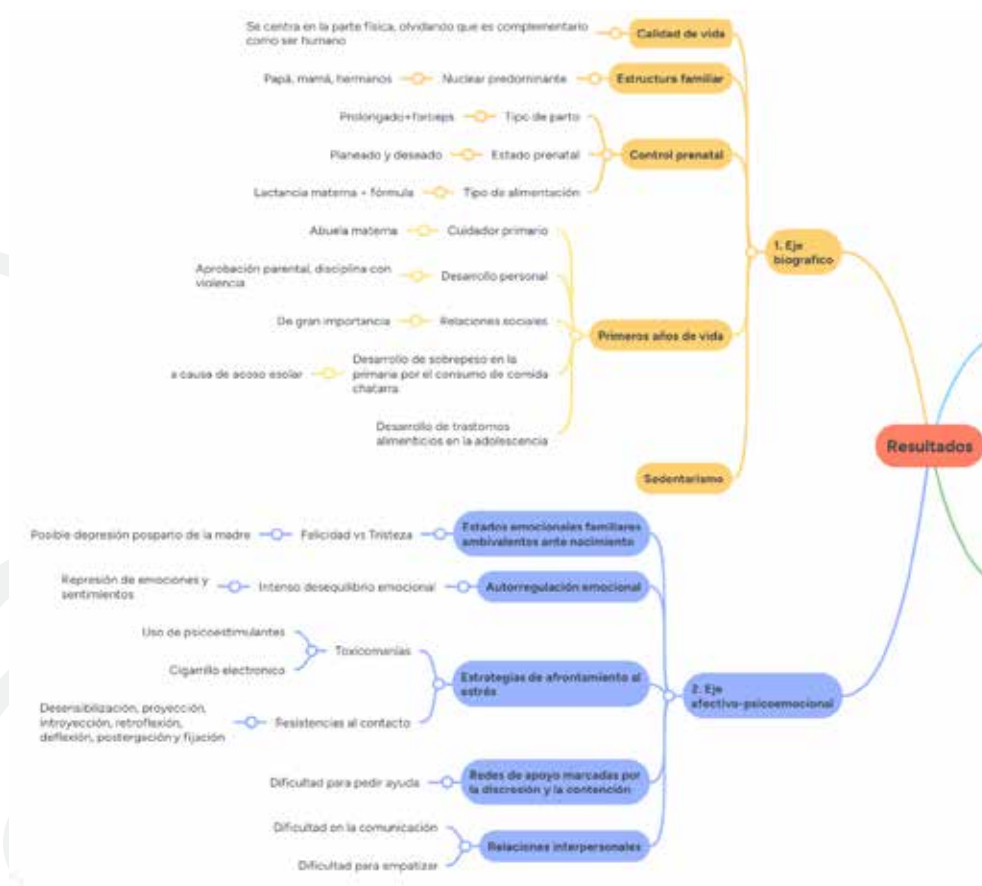 Se centra en la parte física, olvidando que es complementario
como ser humano
Calidad de vida
Papá, mamá, hermanos
Nuclear predominante
Estructura familiar
Prolongado+forceps
Tipo de parto
Planeado y deseado
Estado prenatal
Control prenatal
Lactancia materna + fórmula
Tipo de alimentación
Abuela materna
Cuidador primario
Aprobación parental, disciplina con
violencia
Desarrollo personal
De gran importancia
Relaciones sociales
Primeros años de vida
a causa de acoso esolar
Desarrollo de sobrepeso en la
primaria por el consumo de comida
chatarra
Desarrollo de trastornos
alimenticios en la adolescencia
Sedentarismo
1. Eje
biografico
Resultados
Posible depresión posparto de la madre
Felicidad vs Tristeza
Estados emocionales familiares
ambivalentes ante nacimiento
Represión de emociones y
sentimientos
Intenso desequilibrio emocional
Autorregulación emocional
Uso de psicoestimulantes
Cigarrillo electronico
Toxicomanías
Desensibilización, proyección,
introyección, retroflexión,
deflexión, postergación y fijación
Resistencias al contacto
Estrategias de afrontamiento al
estrés
Dificultad para pedir ayuda
Redes de apoyo marcadas por
la discreción y la contención
Dificultad en la comunicación
Dificultad para empatizar
Relaciones interpersonales
2. Eje
afectivo-psicoemocional